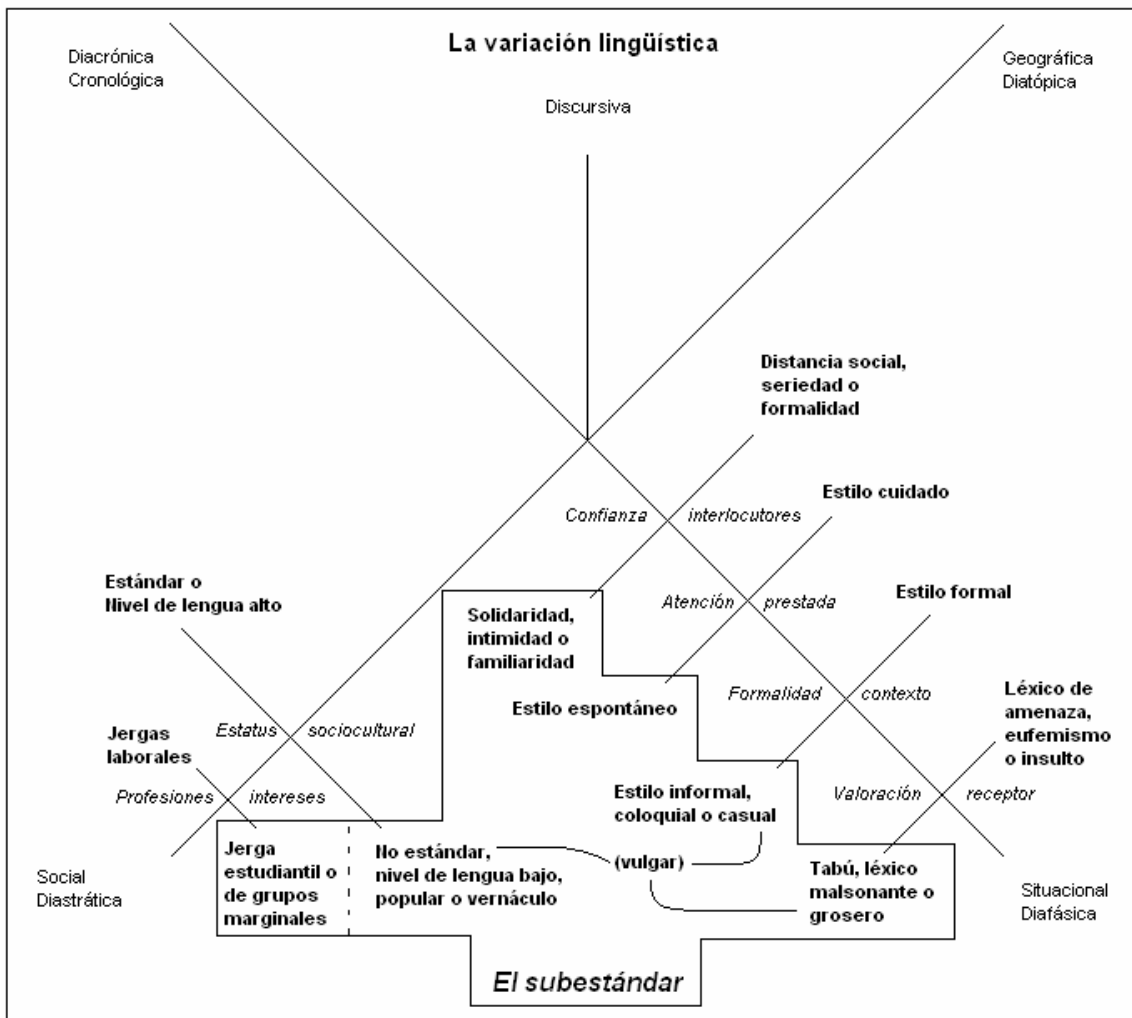 La variación lingüística
Diacrónica
Cronológica
Geográfica
Diatópica
Discursiva
Distancia social,
seriedad o
formalidad
Estilo cuidado
Confianza interlocutores
Estándar o
Nivel de lengua alto
Solidaridad,
intimidad o
familiaridad
Atención prestada
Estilo formal
Estilo espontáneo
Formalidad contexto
Léxico de
amenaza,
eufemismo
o insulto
Jergas
laborales
Estatus sociocultural
Profesiones intereses
Estilo informal,
coloquial o casual
Valoración receptor
Social
Diastrática
Jerga
estudiantil o
de grupos
marginales
No estándar,
nivel de lengua bajo,
popular o vernáculo
(vulgar)
Tabú, léxico
malsonante o
grosero
Situacional
Diafásica
El subestándar